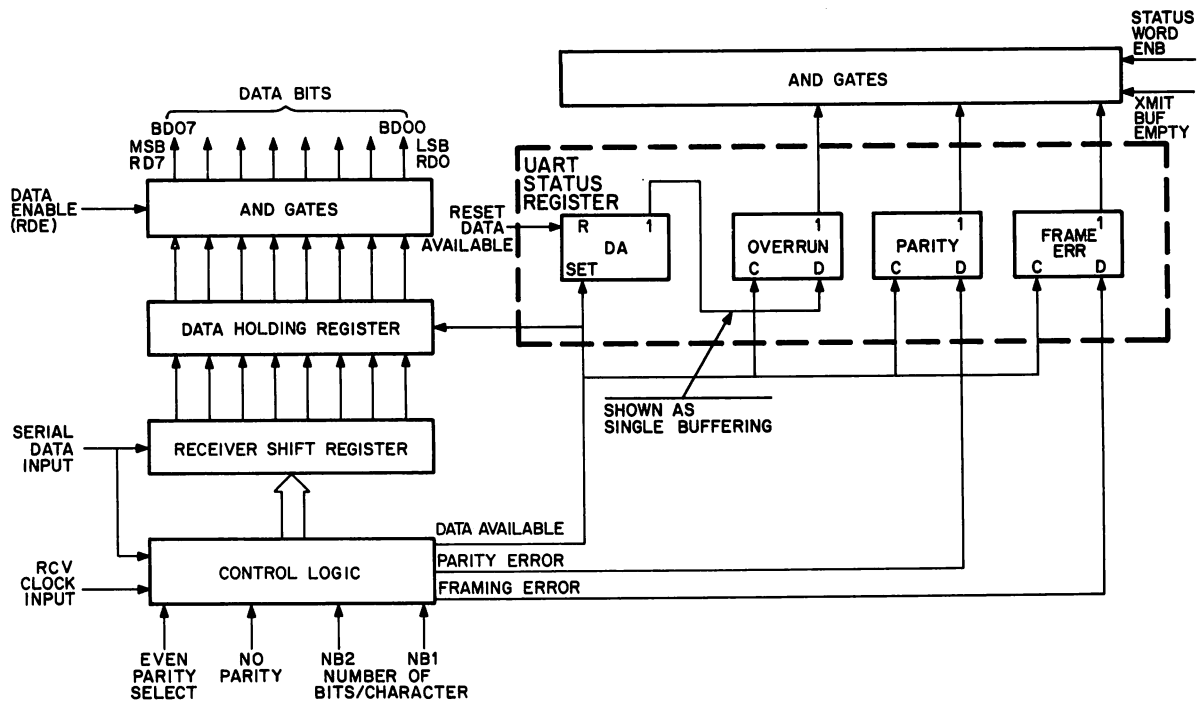 STATUS
WORD
ENB
AND GATES
XMIT
BUF
EMPTY
DATA BITS
BD07
BD00
MSB
RD7
LSB
RD0
DATA
ENABLE
(RDE)
AND GATES
UART
STATUS
REGISTER
RESET
DATA
AVAILABLE
R 1
DA
SET
1
OVERRUN
C D
1
PARITY
C D
1
FRAME
ERR
C D
DATA HOLDING REGISTER
SHOWN AS
SINGLE BUFFERING
SERIAL
DATA
INPUT
RECEIVER SHIFT REGISTER
DATA AVAILABLE
PARITY ERROR
FRAMING ERROR
RCV
CLOCK
INPUT
CONTROL LOGIC
EVEN
PARITY
SELECT
NO
PARITY
NB2 NB1
NUMBER OF
BITS/CHARACTER